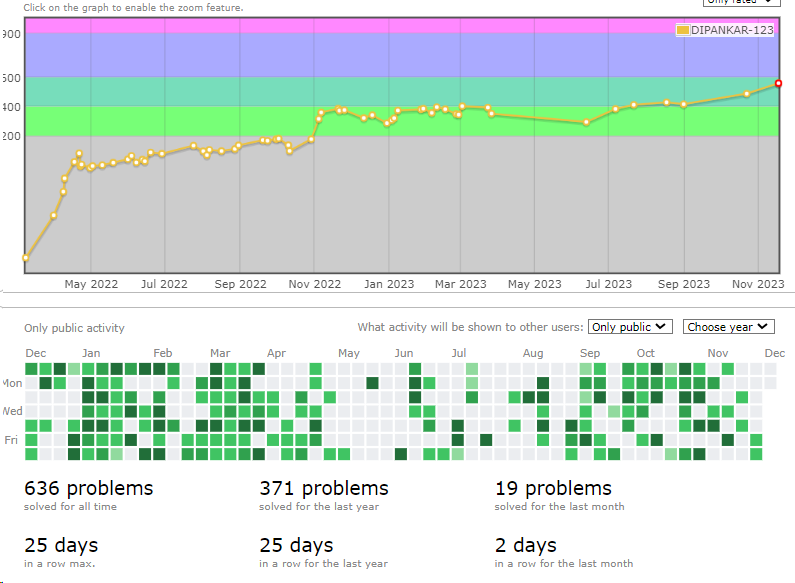 Click on the graph to enable the zoom feature.
Only rated
DIPANKAR-123
900
600
400
200
May 2022 Jul 2022 Sep 2022 Nov 2022 Jan 2023 Mar 2023 May 2023 Jul 2023 Sep 2023 Nov 2023
Only public activity
What activity will be shown to other users: Only public Choose year
Dec Jan Feb Mar Apr May Jun Jul Aug Sep Oct Nov Dec
Mon
Wed
Fri
636 problems 371 problems 19 problems
solved for all time solved for the last year solved for the last month
25 days 25 days 2 days
in a row max. in a row for the last year in a row for the last month